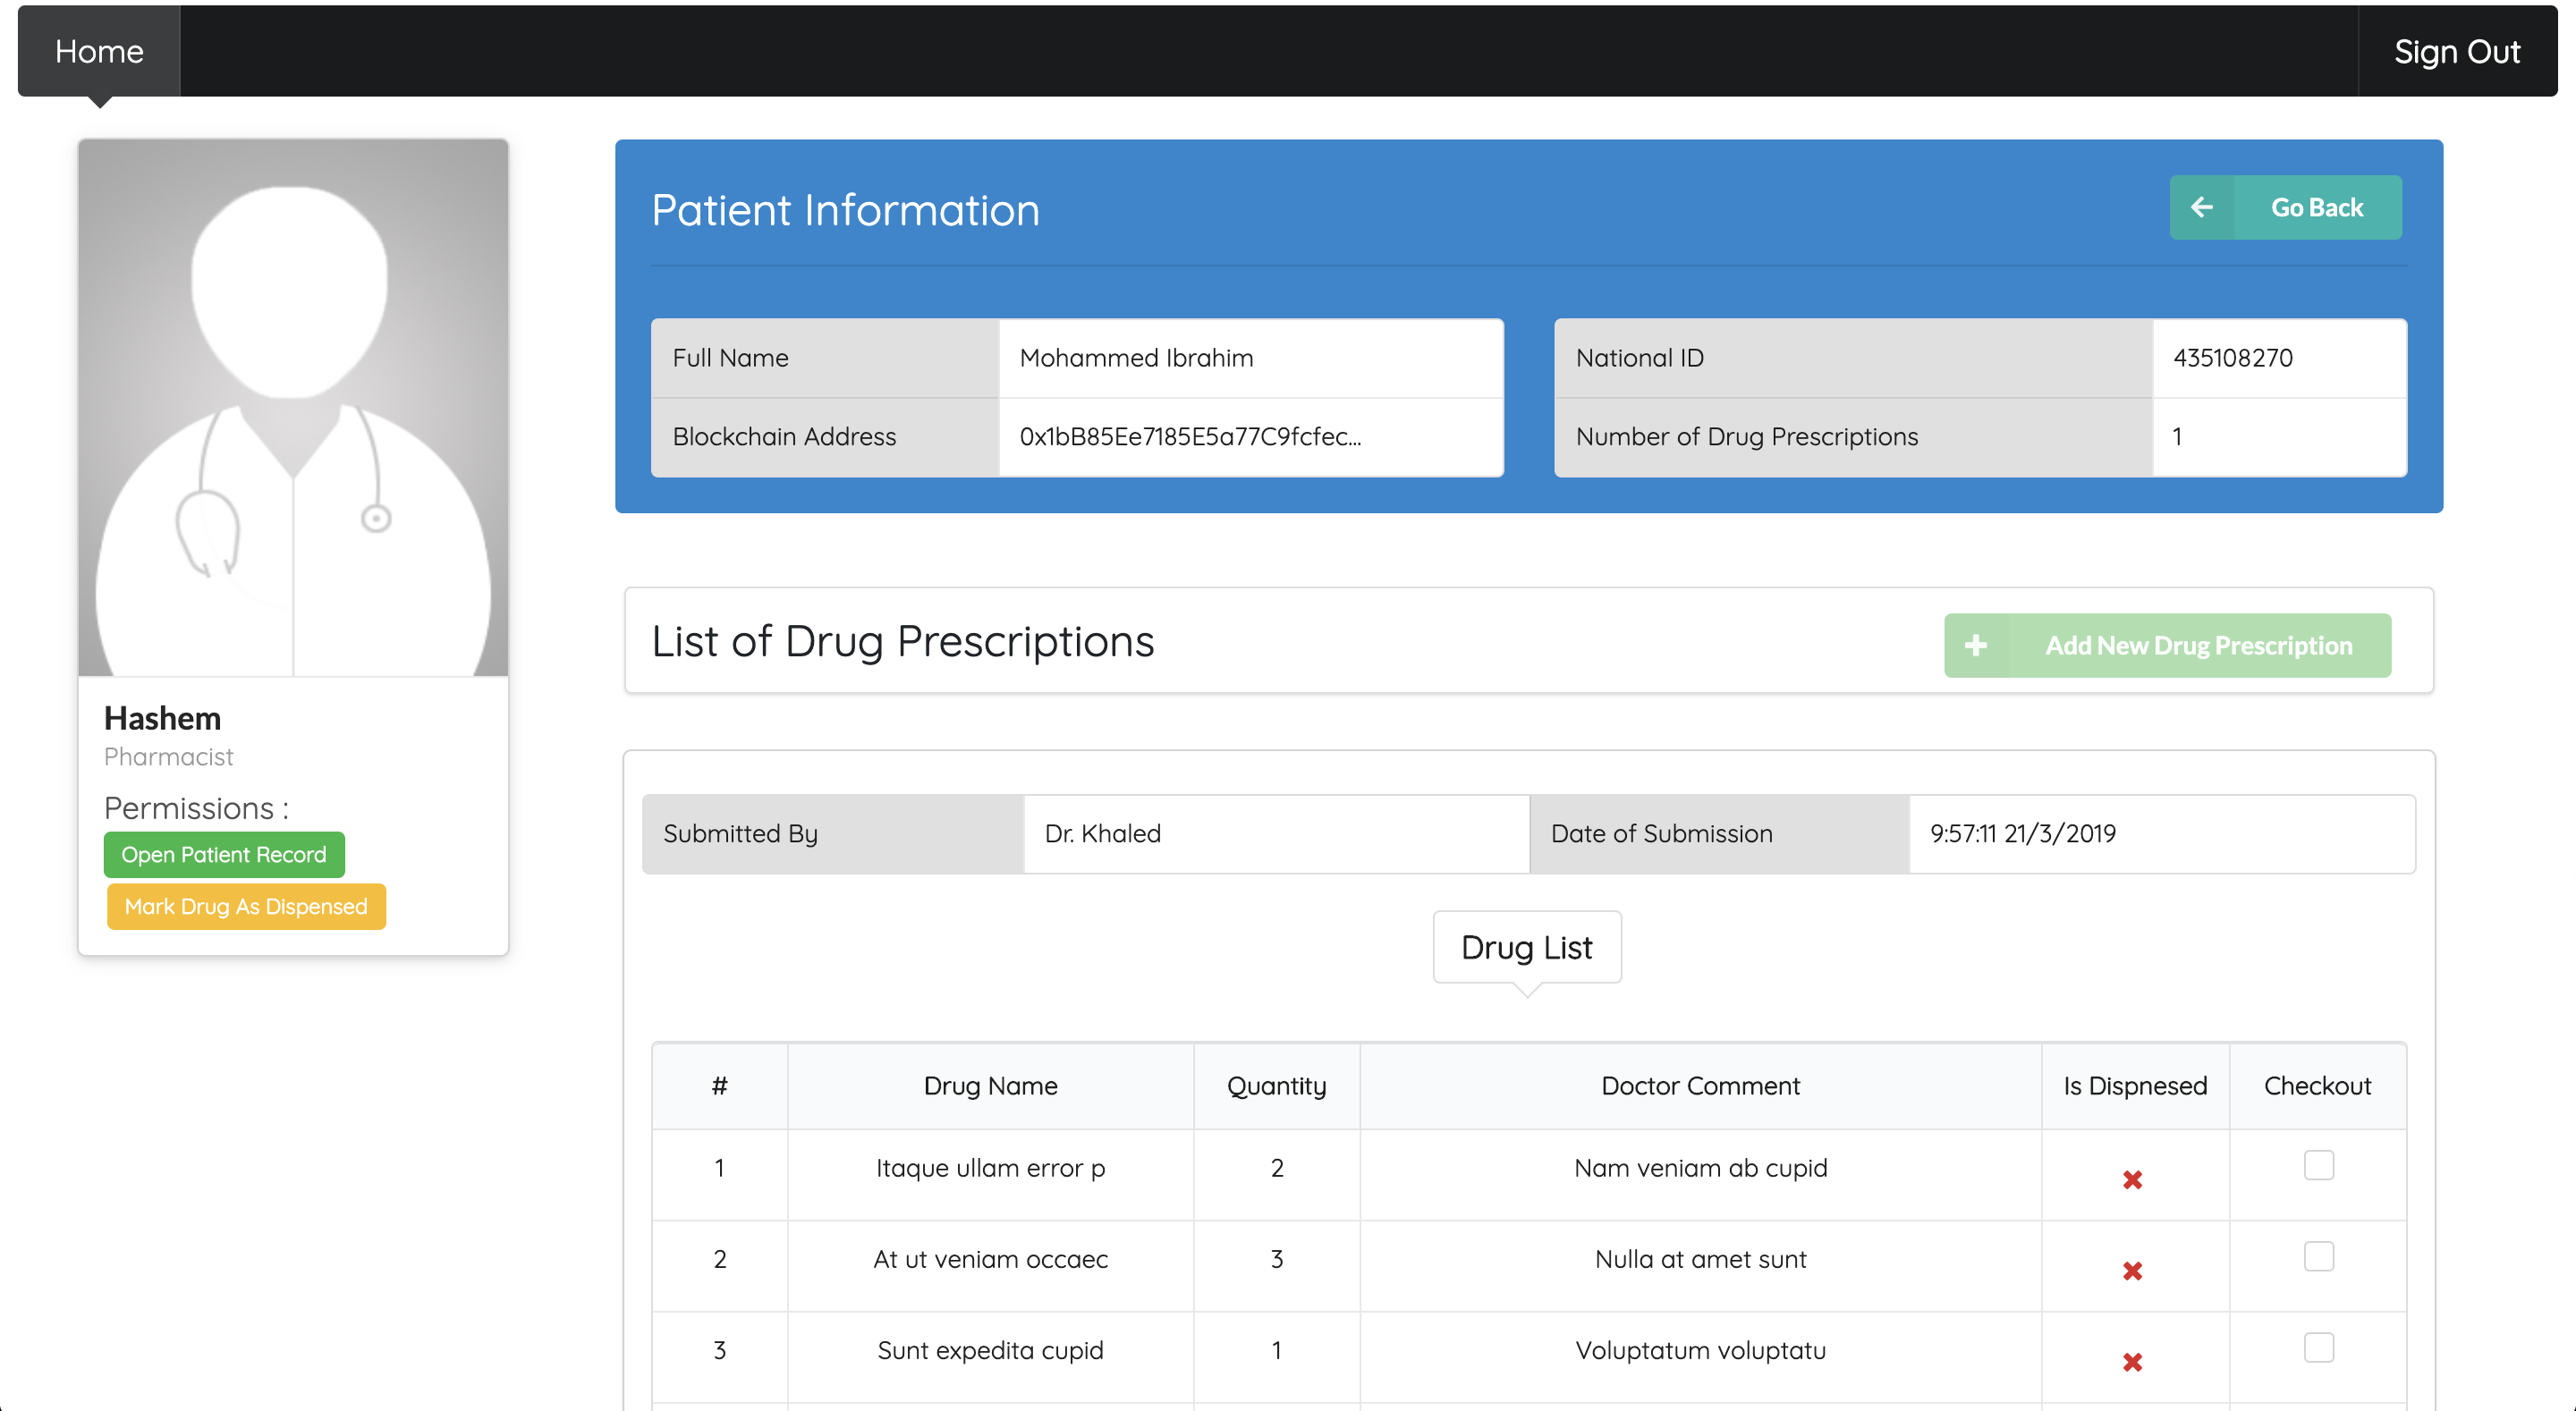 Home
Sign Out
Patient Information
Go Back
Full Name
Mohammed Ibrahim
National ID
435108270
Blockchain Address
0x1bB85Ee7185E5a77C9fcfec...
Number of Drug Prescriptions
1
List of Drug Prescriptions
Add New Drug Prescription
Hashem
Pharmacist
Permissions :
Open Patient Record
Mark Drug As Dispensed
Submitted By
Dr. Khaled
Date of Submission
9:57:11 21/3/2019
Drug List
# Drug Name Quantity Doctor Comment Is Dispnesed Checkout
1 Itaque ullam error p 2 Nam veniam ab cupid
2 At ut veniam occaec 3 Nulla at amet sunt
3 Sunt expedita cupid 1 Voluptatum voluptatu